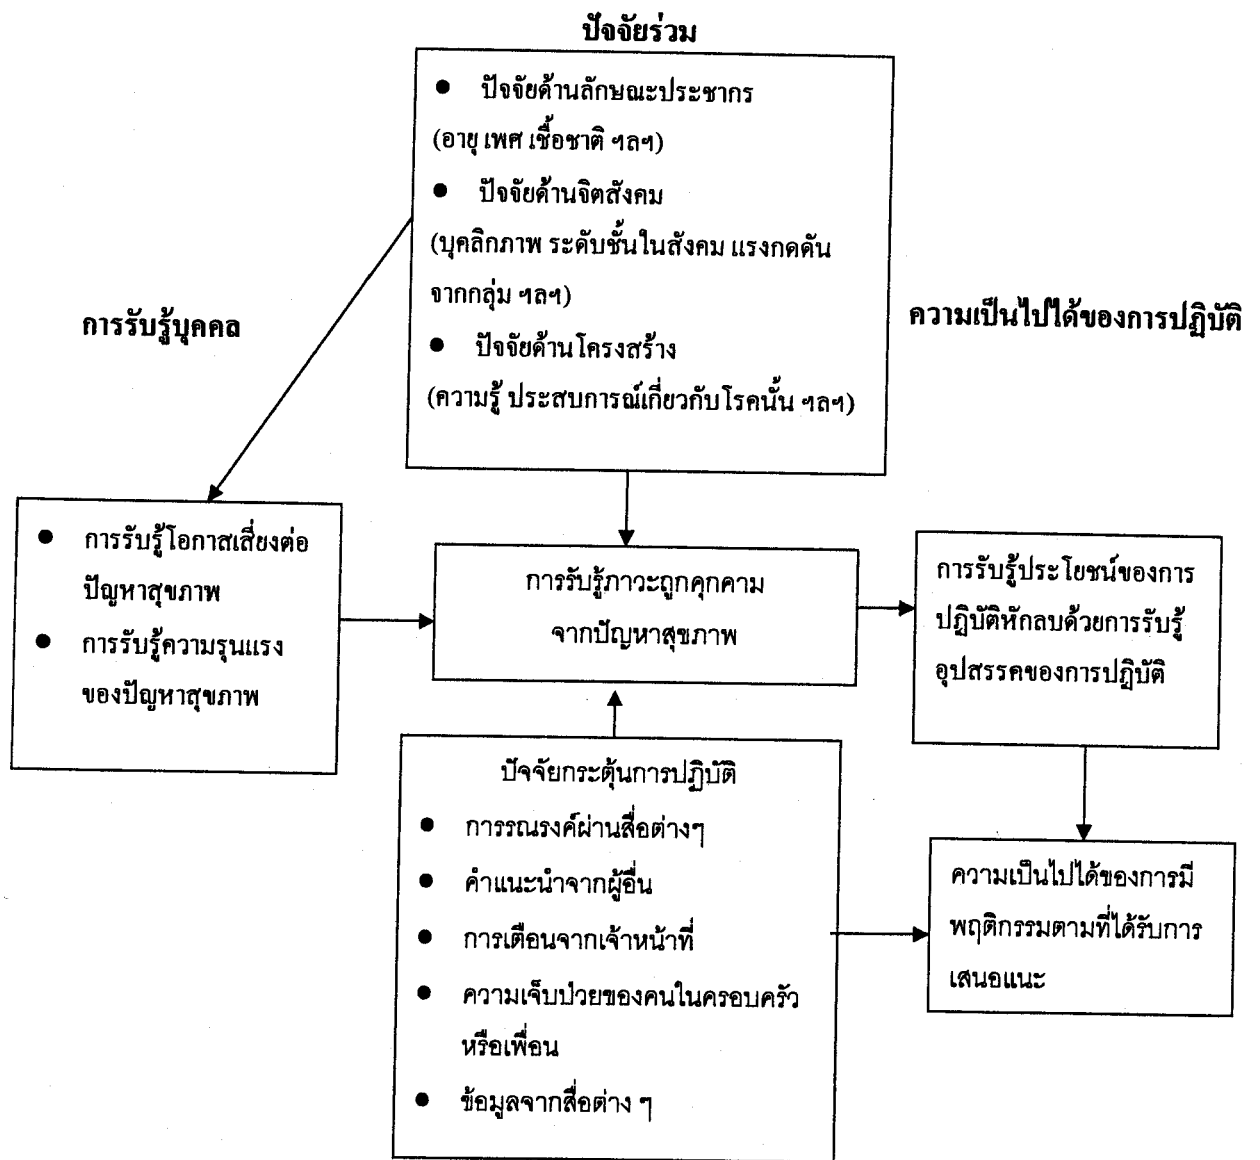 ปัจจัยร่วม
● ปัจจัยด้านลักษณะประชากร
(อายุ เพศ เชื้อชาติ ฯลฯ)
● ปัจจัยด้านจิตสังคม
(บุคลิกภาพ ระดับชั้นในสังคม แรงกดดัน
จากกลุ่ม ฯลฯ)
● ปัจจัยด้านโครงสร้าง
(ความรู้ ประสบการณ์เกี่ยวกับโรคนั้น ฯลฯ)
การรับรู้บุคคล
ความเป็นไปได้ของการปฏิบัติ
● การรับรู้โอกาสเสี่ยงต่อ
ปัญหาสุขภาพ
● การรับรู้ความรุนแรง
ของปัญหาสุขภาพ
การรับรู้ภาวะถูกคุกคาม
จากปัญหาสุขภาพ
การรับรู้ประโยชน์ของการ
ปฏิบัติหักลบด้วยการรับรู้
อุปสรรคของการปฏิบัติ
ปัจจัยกระตุ้นการปฏิบัติ
● การรณรงค์ผ่านสื่อต่างๆ
● คำแนะนำจากผู้อื่น
● การเตือนจากเจ้าหน้าที่
● ความเจ็บป่วยของคนในครอบครัว
หรือเพื่อน
● ข้อมูลจากสื่อต่าง ๆ
ความเป็นไปได้ของการมี
พฤติกรรมตามที่ได้รับการ
เสนอแนะ